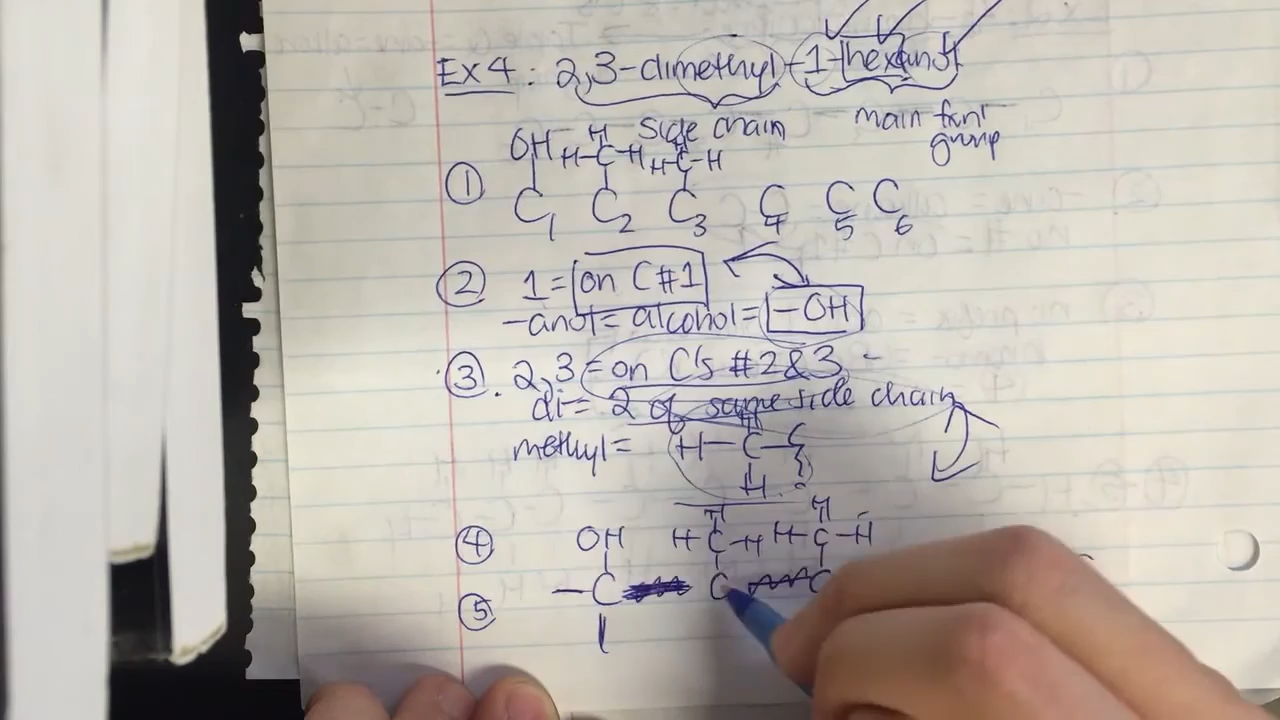 Ex 4 : 2,3-dimethyl-1-hexanol
side chain main fxnl group
OH H H
H-C-H H-C-H
① C1 C2 C3 C4 C5 C6
② 1 = on C #1
-anol = alcohol = -OH
③ 2,3 = on C's #2&3
di = 2 of same side chain
methyl = H-C-
H
H H
④ OH H-C-H H-C-H
⑤ -C C C